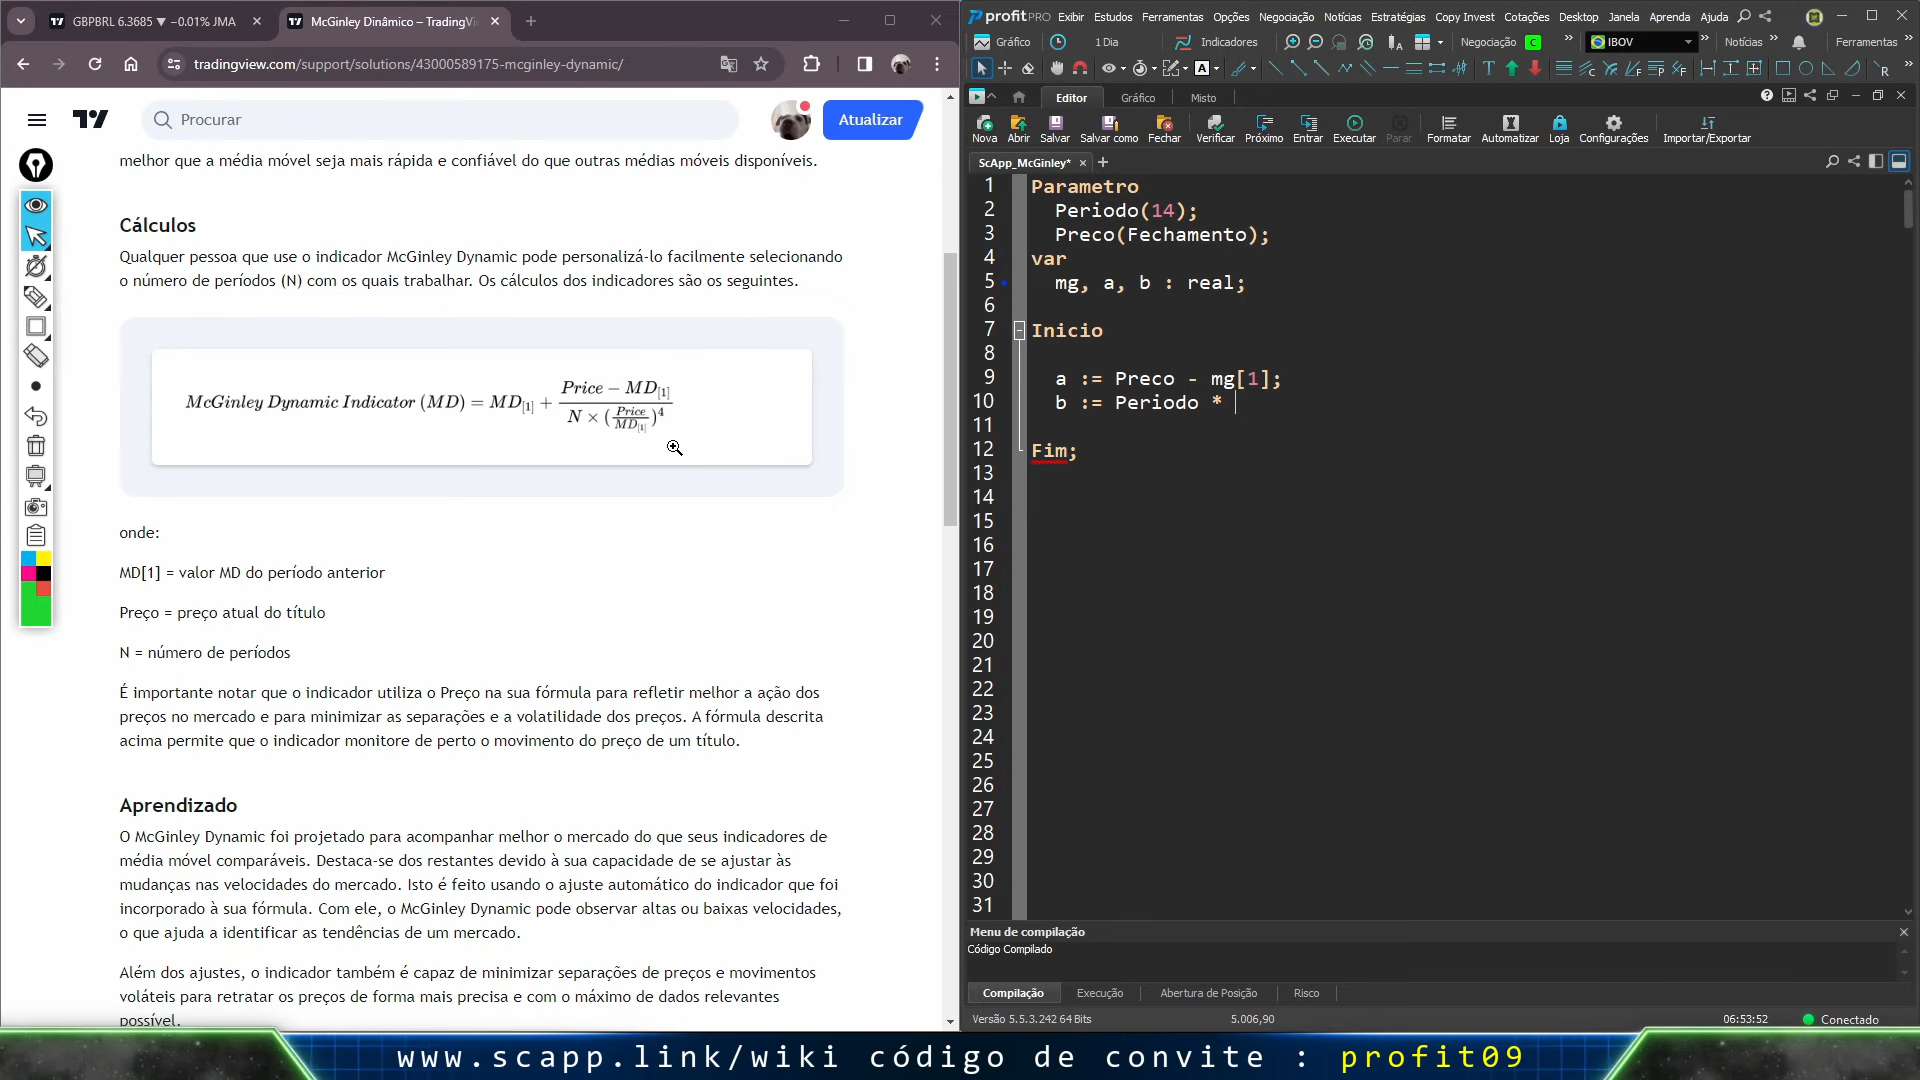 GBPBRL 6.3685 ▼ −0.01% JMA
McGinley Dinâmico – TradingVi
tradingview.com/support/solutions/43000589175-mcginley-dynamic/
Procurar
Atualizar
melhor que a média móvel seja mais rápida e confiável do que outras médias móveis disponíveis.
Cálculos
Qualquer pessoa que use o indicador McGinley Dynamic pode personalizá-lo facilmente selecionando
o número de períodos (N) com os quais trabalhar. Os cálculos dos indicadores são os seguintes.
McGinley Dynamic Indicator (MD) = MD[1] + Price − MD[1]
N × (Price/MD[1])^4
onde:
MD[1] = valor MD do período anterior
Preço = preço atual do título
N = número de períodos
É importante notar que o indicador utiliza o Preço na sua fórmula para refletir melhor a ação dos
preços no mercado e para minimizar as separações e a volatilidade dos preços. A fórmula descrita
acima permite que o indicador monitore de perto o movimento do preço de um título.
Aprendizado
O McGinley Dynamic foi projetado para acompanhar melhor o mercado do que seus indicadores de
média móvel comparáveis. Destaca-se dos restantes devido à sua capacidade de se ajustar às
mudanças nas velocidades do mercado. Isto é feito usando o ajuste automático do indicador que foi
incorporado à sua fórmula. Com ele, o McGinley Dynamic pode observar altas ou baixas velocidades,
o que ajuda a identificar as tendências de um mercado.
Além dos ajustes, o indicador também é capaz de minimizar separações de preços e movimentos
voláteis para retratar os preços de forma mais precisa e com o máximo de dados relevantes
possível.
profitPRO Exibir Estudos Ferramentas Opções Negociação Notícias Estratégias Copy Invest Cotações Desktop Janela Aprenda Ajuda
Gráfico 1 Dia Indicadores Negociação C IBOV Notícias Ferramentas
Editor Gráfico Misto
Nova Abrir Salvar Salvar como Fechar Verificar Próximo Entrar Executar Parar Formatar Automatizar Loja Configurações Importar/Exportar
ScApp_McGinley*
1 Parametro
2 Periodo(14);
3 Preco(Fechamento);
4 var
5 mg, a, b : real;
6
7 Inicio
8
9 a := Preco - mg[1];
10 b := Periodo *
11
12 Fim;
13
14
15
16
17
18
19
20
21
22
23
24
25
26
27
28
29
30
31
Menu de compilação
Código Compilado
Compilação Execução Abertura de Posição Risco
Versão 5.5.3.242 64 Bits 5.006,90 06:53:52 Conectado
www.scapp.link/wiki código de convite : profit09